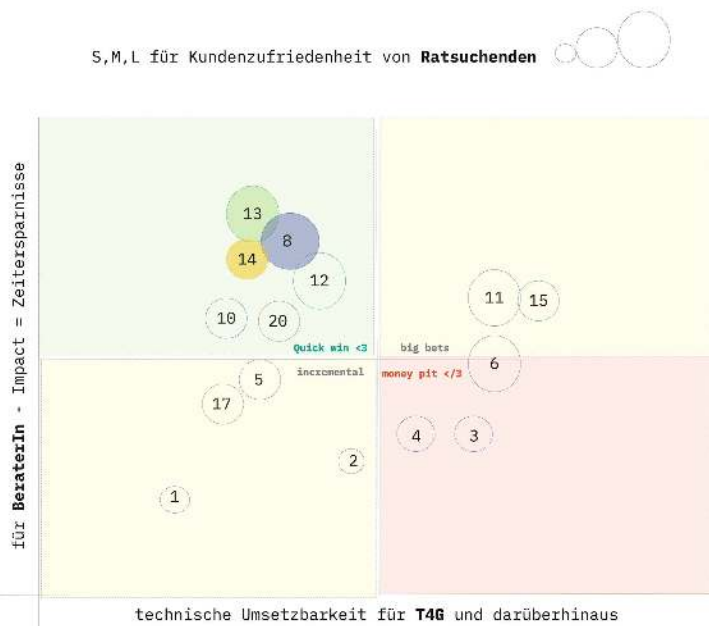 S,M,L für Kundenzufriedenheit von Ratsuchenden
für BeraterIn - Impact = Zeitersparnisse
13
8
14
12
10
20
11
15
Quick win <3
big bets
6
incremental
money pit </3
5
17
4
3
2
1
technische Umsetzbarkeit für T4G und darüberhinaus